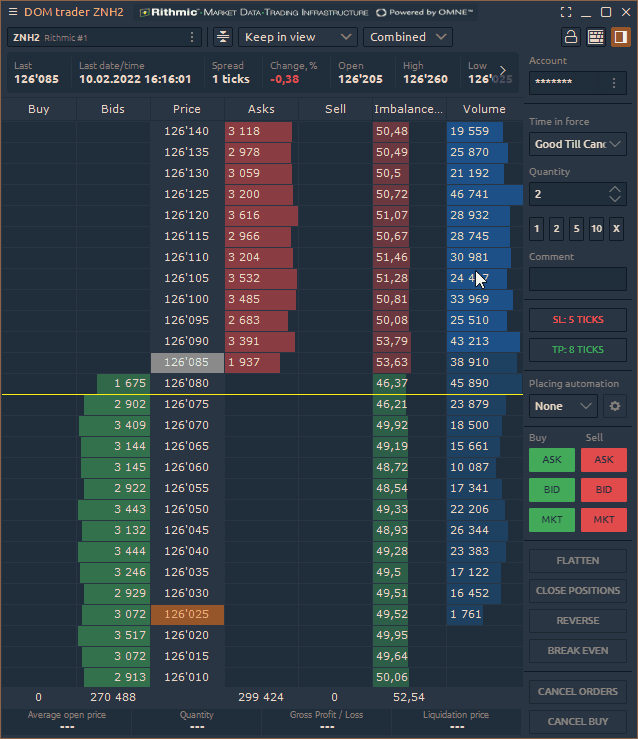 DOM trader ZNH2 Rithmic® - Market Data-Trading Infrastructure Powered by OMNE™
ZNH2 Rithmic #1 Keep in view Combined
Last Last date/time Spread Change, % Open High Low
126'085 10.02.2022 16:16:01 1 ticks -0,38 126'205 126'260 126'025
Buy Bids Price Asks Sell Imbalance... Volume
126'140 3 118 50,48 19 559
126'135 2 978 50,49 25 870
126'130 3 059 50,5 21 192
126'125 3 200 50,72 46 741
126'120 3 616 51,07 28 932
126'115 2 966 50,67 28 745
126'110 3 204 51,46 30 981
126'105 3 532 51,28 24
126'100 3 485 50,81 33 969
126'095 2 683 50,08 25 510
126'090 3 391 53,79 43 213
126'085 1 937 53,63 38 910
1 675 126'080 46,37 45 890
2 902 126'075 46,21 23 879
3 409 126'070 49,92 18 500
3 144 126'065 49,19 15 661
3 145 126'060 48,72 10 087
2 922 126'055 48,54 17 341
3 443 126'050 49,33 22 206
3 132 126'045 48,93 26 344
3 444 126'040 49,28 23 383
3 246 126'035 49,5 17 122
2 929 126'030 49,51 16 452
3 072 126'025 49,52 1 761
3 517 126'020 49,95
3 072 126'015 49,64
2 913 126'010 50,06
0 270 488 299 424 0 52,54
Average open price Quantity Gross Profit / Loss Liquidation price
--- --- --- ---
Account
*******
Time in force
Good Till Canc
Quantity
2
1 2 5 10 X
Comment
SL: 5 TICKS
TP: 8 TICKS
Placing automation
None
Buy Sell
ASK ASK
BID BID
MKT MKT
FLATTEN
CLOSE POSITIONS
REVERSE
BREAK EVEN
CANCEL ORDERS
CANCEL BUY